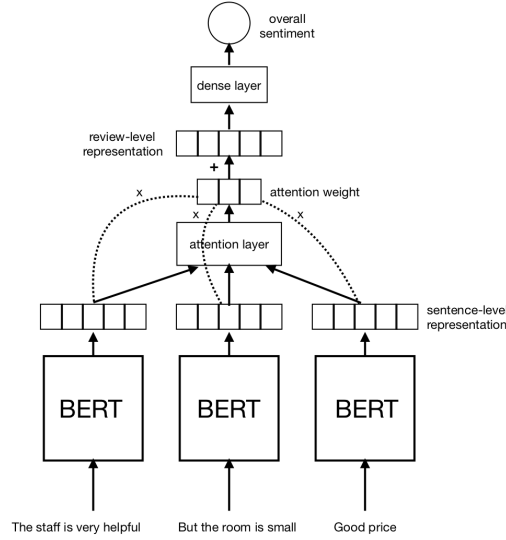 overall
sentiment
dense layer
review-level
representation
+
attention weight
x
x
x
attention layer
sentence-level
representation
BERT
BERT
BERT
The staff is very helpful
But the room is small
Good price